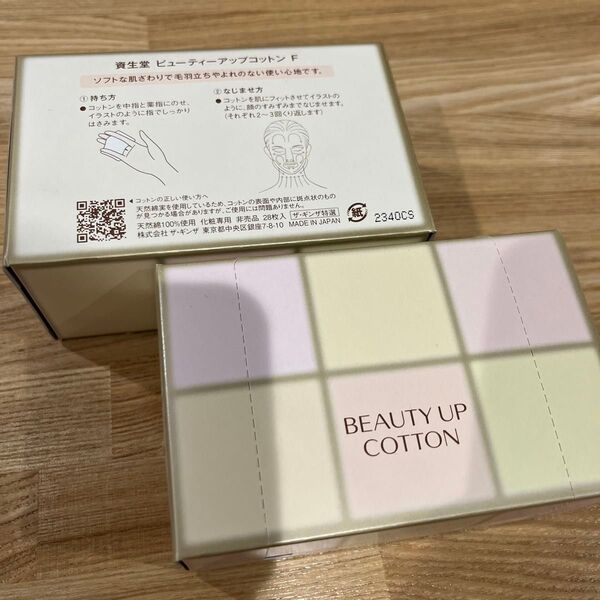 資生堂 ビューティーアップコットン F
ソフトな肌ざわりで毛羽立ちやよれのない使い心地です。
①持ち方
●コットンを中指と薬指にのせ、
イラストのように指でしっかり
はさみます。
②なじませ方
●コットンを肌にフィットさせてイラストの
ように、顔のすみずみまでなじませます。
(それぞれ2〜3回くり返します)
◀コットンの正しい使い方へ
天然綿実を使用しているため、コットンの表面や内部に斑点状のもの
が見つかる場合がありますが、ご使用には問題ありません。
天然綿100%使用 化粧専用 非売品 28枚入 ザ・ギンザ特選
株式会社 ザ・ギンザ 東京都中央区銀座7-8-10 MADE IN JAPAN
紙
2340CS
BEAUTY UP
COTTON